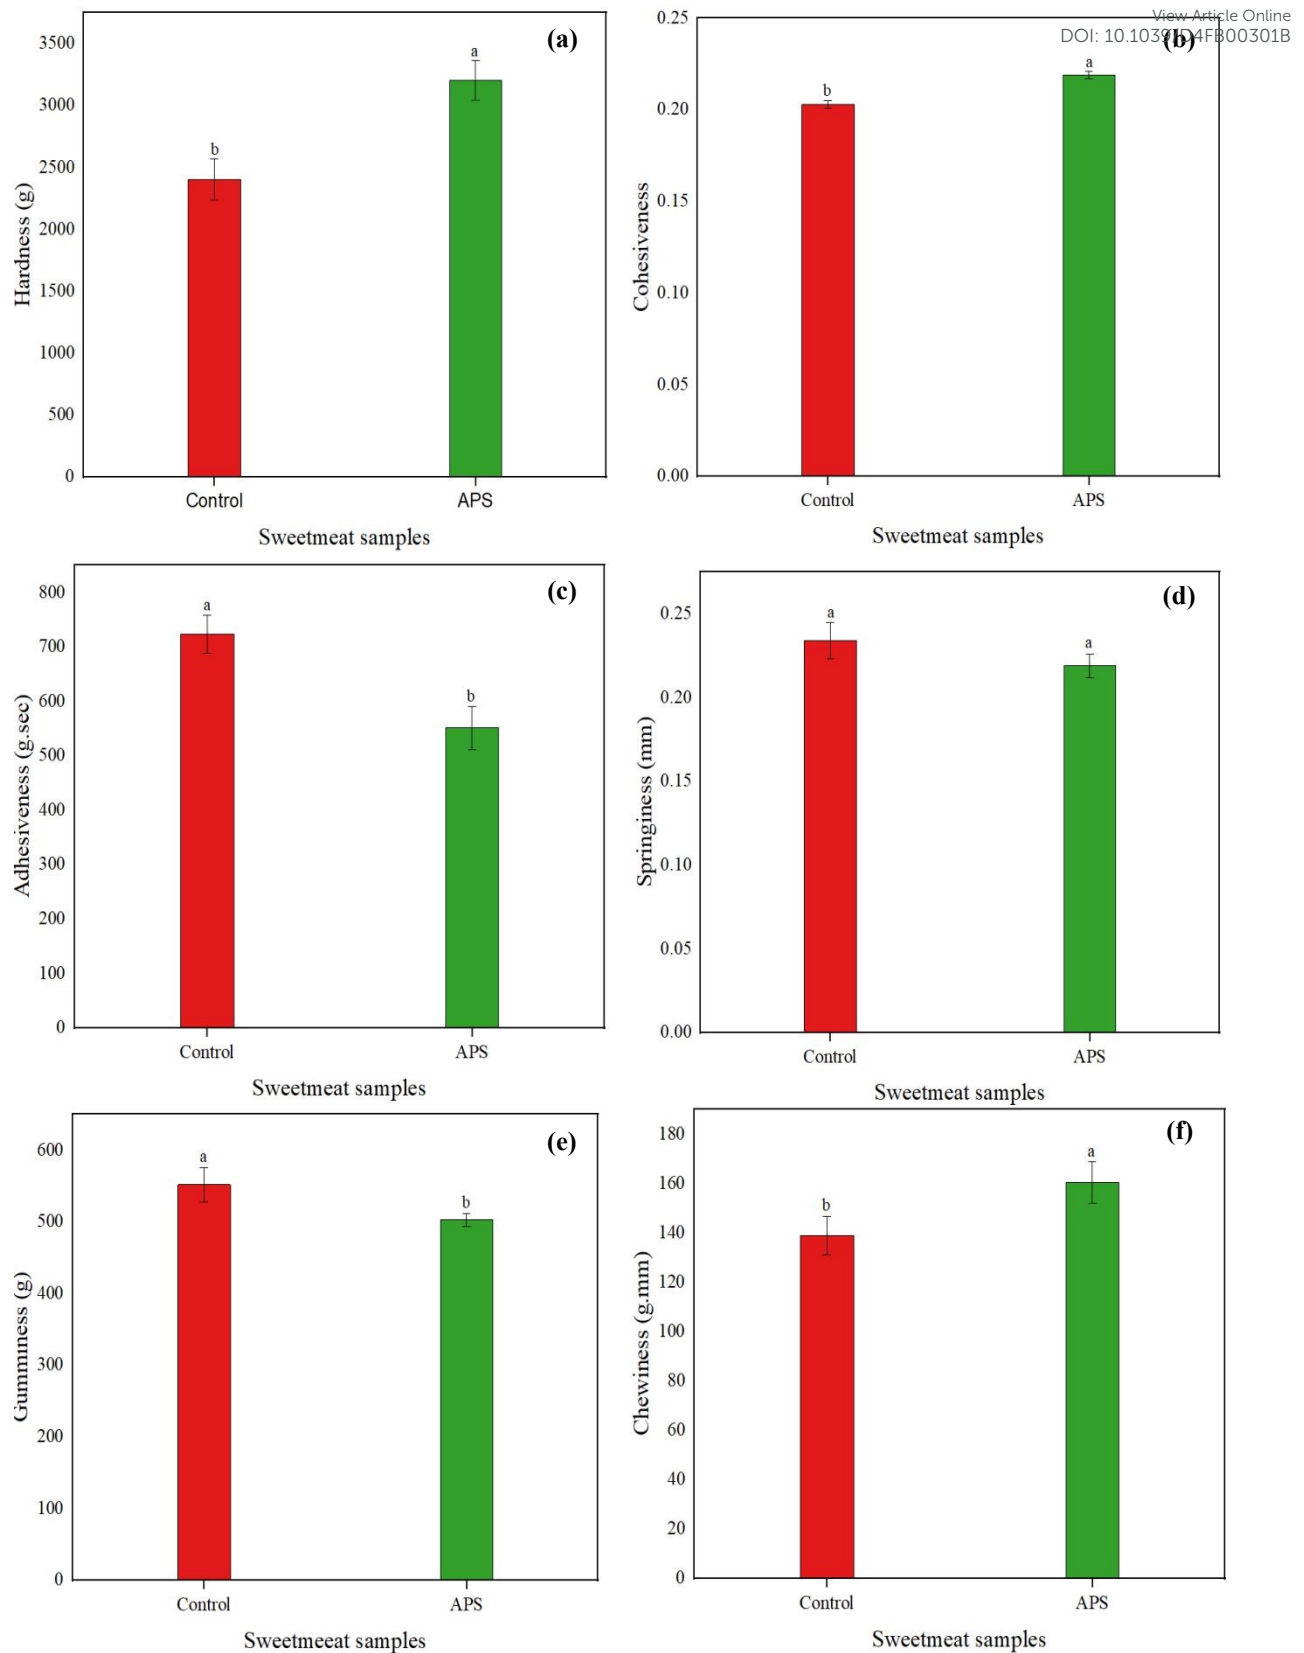 View Article Online
DOI: 10.1039/D4FB00301B
(a)
3500
3000
2500
2000
1500
1000
500
0
Hardness (g)
b
a
Control
APS
Sweetmeat samples
(b)
0.25
0.20
0.15
0.10
0.05
0.00
Cohesiveness
b
a
Control
APS
Sweetmeat samples
(c)
800
700
600
500
400
300
200
100
0
Adhesiveness (g.sec)
a
b
Control
APS
Sweetmeat samples
(d)
0.25
0.20
0.15
0.10
0.05
0.00
Springiness (mm)
a
a
Control
APS
Sweetmeat samples
(e)
600
500
400
300
200
100
0
Gumminess (g)
a
b
Control
APS
Sweetmeeat samples
(f)
180
160
140
120
100
80
60
40
20
0
Chewiness (g.mm)
b
a
Control
APS
Sweetmeat samples